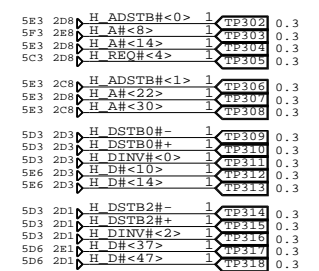 5E3 2D8 H_ADSTB#<0> 1 TP302 0.3
5F3 2E8 H_A#<8> 1 TP303 0.3
5E3 2D8 H_A#<14> 1 TP304 0.3
5C3 2D8 H_REQ#<4> 1 TP305 0.3
5E3 2C8 H_ADSTB#<1> 1 TP306 0.3
5E3 2D8 H_A#<22> 1 TP307 0.3
5E3 2C8 H_A#<30> 1 TP308 0.3
5D3 2D3 H_DSTB0#- 1 TP309 0.3
5D3 2D3 H_DSTB0#+ 1 TP310 0.3
5D3 2D3 H_DINV#<0> 1 TP311 0.3
5E6 2D3 H_D#<10> 1 TP312 0.3
5E6 2D3 H_D#<14> 1 TP313 0.3
5D3 2D1 H_DSTB2#- 1 TP314 0.3
5D3 2D1 H_DSTB2#+ 1 TP315 0.3
5D3 2D1 H_DINV#<2> 1 TP316 0.3
5D6 2E1 H_D#<37> 1 TP317 0.3
5D6 2D1 H_D#<47> 1 TP318 0.3